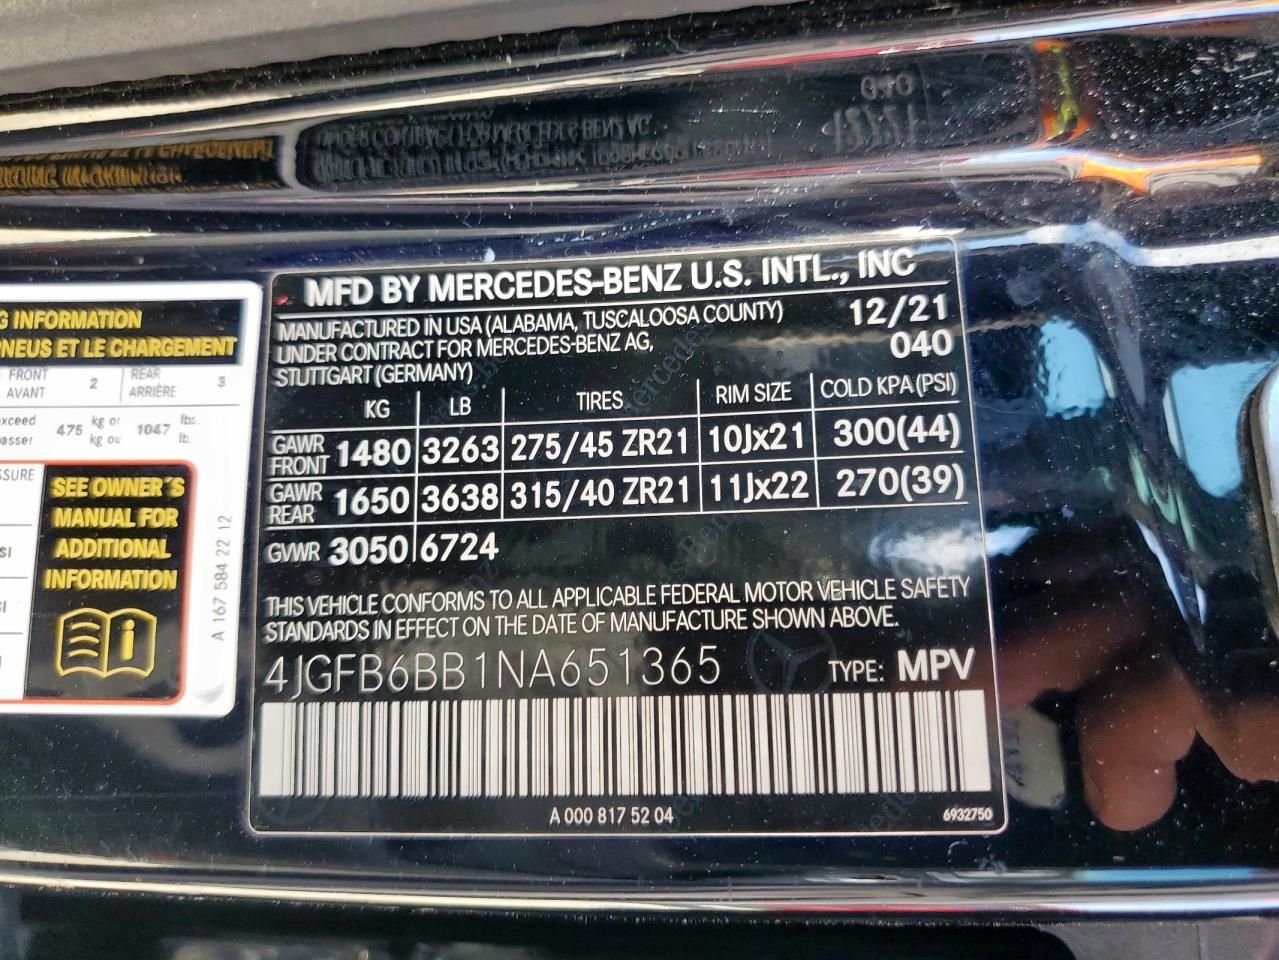 MFD BY MERCEDES-BENZ U.S. INTL., INC
MANUFACTURED IN USA (ALABAMA, TUSCALOOSA COUNTY) 12/21
UNDER CONTRACT FOR MERCEDES-BENZ AG, 040
STUTTGART (GERMANY)
KG LB TIRES RIM SIZE COLD KPA (PSI)
GAWR FRONT 1480 3263 275/45 ZR21 10Jx21 300(44)
GAWR REAR 1650 3638 315/40 ZR21 11Jx22 270(39)
GVWR 3050 6724
THIS VEHICLE CONFORMS TO ALL APPLICABLE FEDERAL MOTOR VEHICLE SAFETY
STANDARDS IN EFFECT ON THE DATE OF MANUFACTURE SHOWN ABOVE.
4JGFB6BB1NA651365 TYPE: MPV
A 000 817 52 04 6932750
G INFORMATION
RNEUS ET LE CHARGEMENT
FRONT 2 REAR 3
AVANT ARRIÈRE
xceed 475 kg or 1047 lbs.
asser kg ou lb.
SSURE
SEE OWNER'S
MANUAL FOR
ADDITIONAL
INFORMATION
SI
SI
A 167 584 22 12